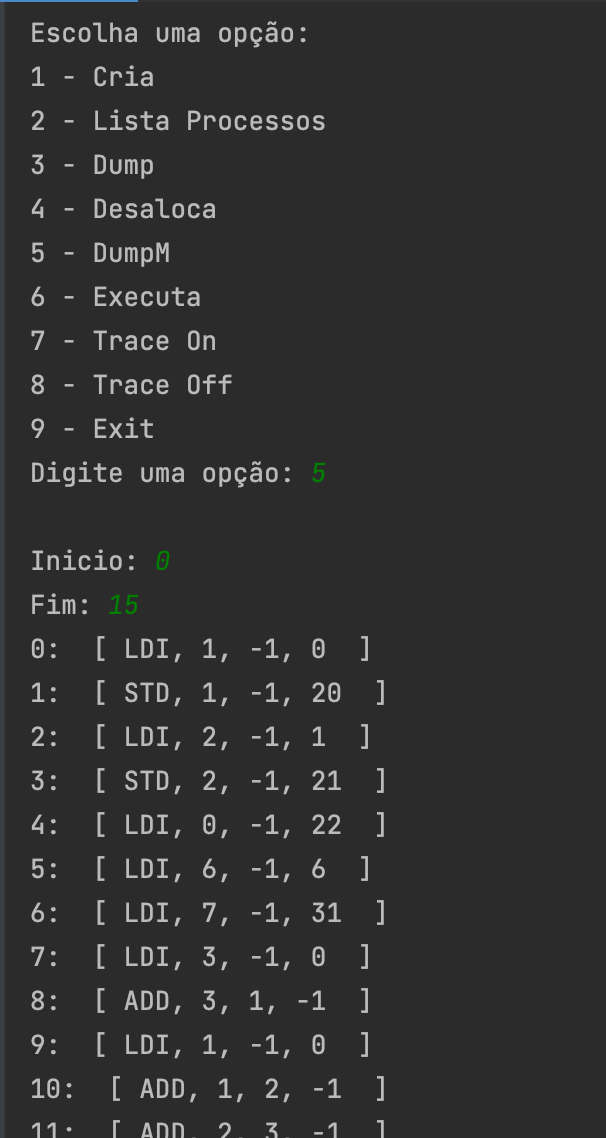 Escolha uma opção:
1 - Cria
2 - Lista Processos
3 - Dump
4 - Desaloca
5 - DumpM
6 - Executa
7 - Trace On
8 - Trace Off
9 - Exit
Digite uma opção: 5
Inicio: 0
Fim: 15
0:  [ LDI, 1, -1, 0  ]
1:  [ STD, 1, -1, 20  ]
2:  [ LDI, 2, -1, 1  ]
3:  [ STD, 2, -1, 21  ]
4:  [ LDI, 0, -1, 22  ]
5:  [ LDI, 6, -1, 6  ]
6:  [ LDI, 7, -1, 31  ]
7:  [ LDI, 3, -1, 0  ]
8:  [ ADD, 3, 1, -1  ]
9:  [ LDI, 1, -1, 0  ]
10:  [ ADD, 1, 2, -1  ]
11:  [ ADD, 2, 3, -1  ]